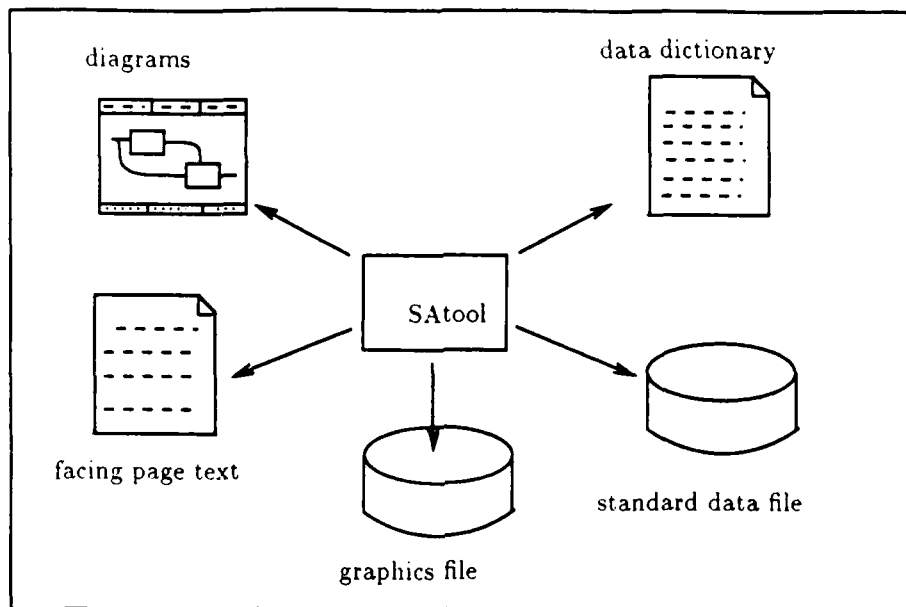 diagrams
data dictionary
SAtool
facing page text
standard data file
graphics file